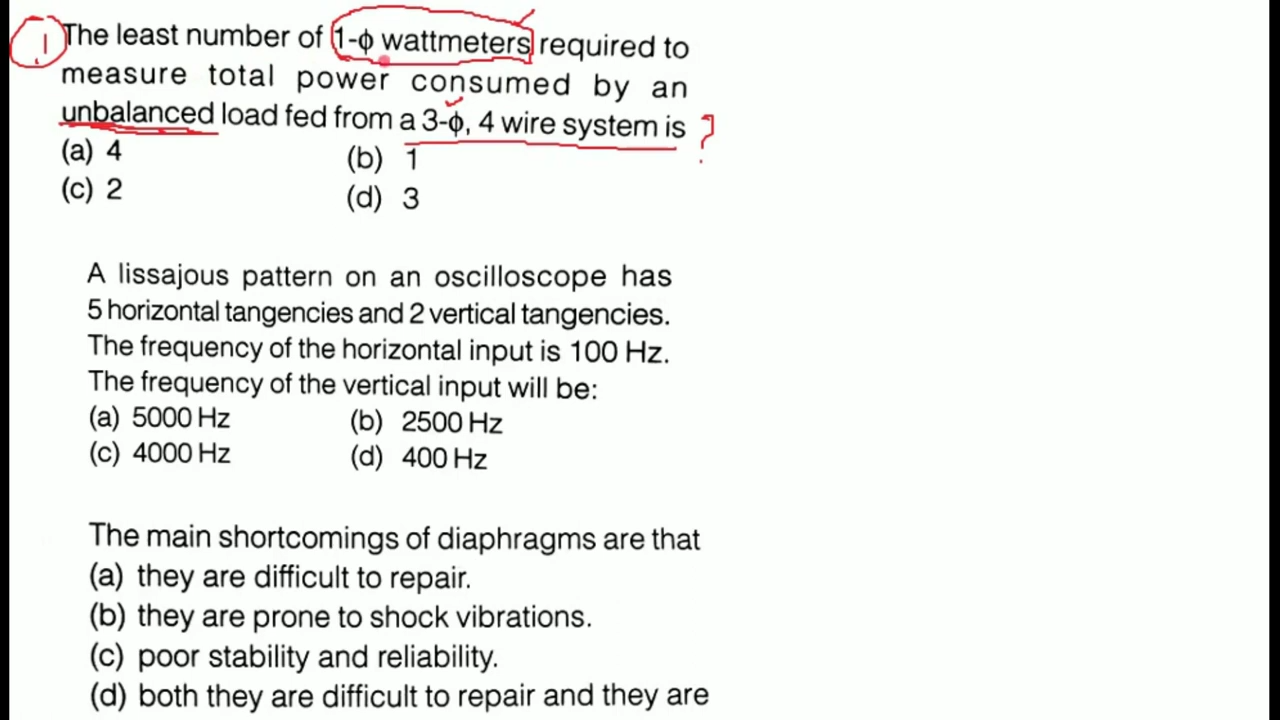 1 The least number of 1-ϕ wattmeters required to
measure total power consumed by an
unbalanced load fed from a 3-ϕ, 4 wire system is ?
(a) 4 (b) 1
(c) 2 (d) 3
A lissajous pattern on an oscilloscope has
5 horizontal tangencies and 2 vertical tangencies.
The frequency of the horizontal input is 100 Hz.
The frequency of the vertical input will be:
(a) 5000 Hz (b) 2500 Hz
(c) 4000 Hz (d) 400 Hz
The main shortcomings of diaphragms are that
(a) they are difficult to repair.
(b) they are prone to shock vibrations.
(c) poor stability and reliability.
(d) both they are difficult to repair and they are